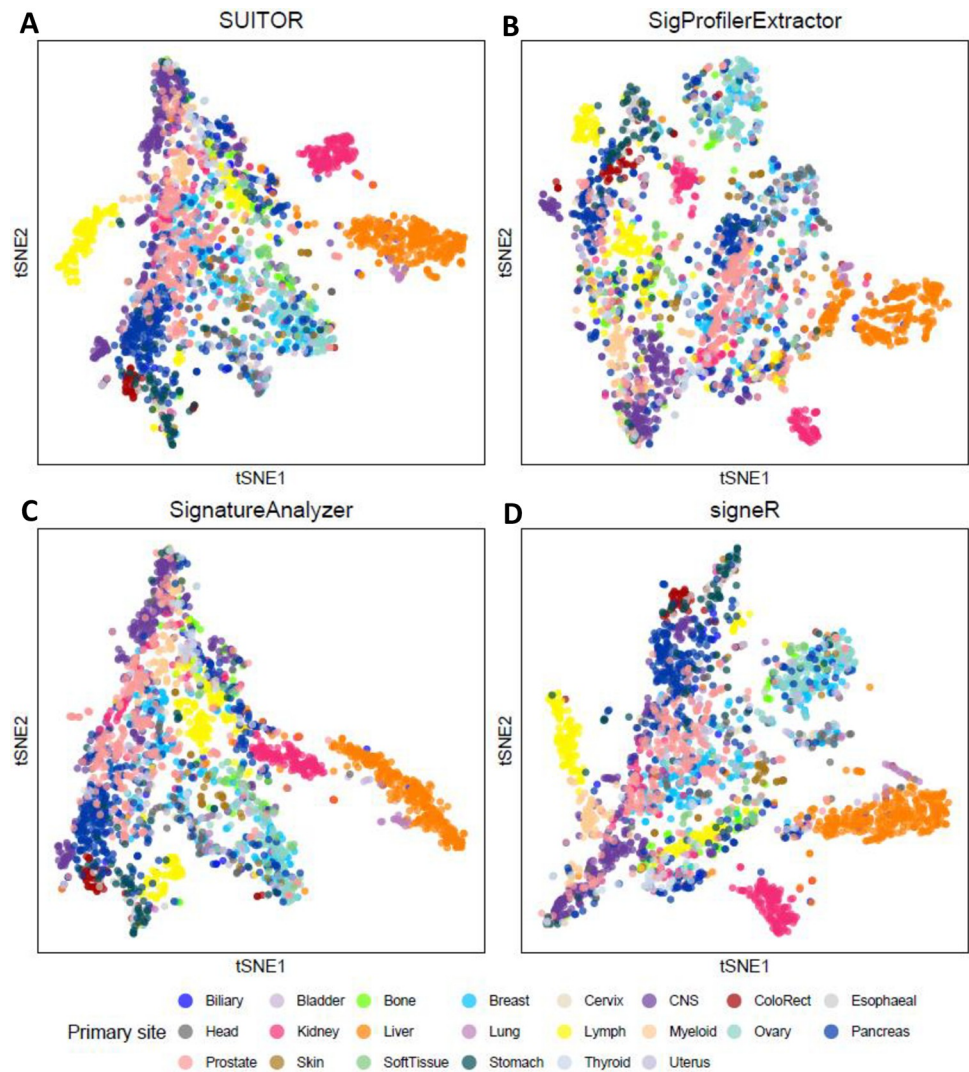 A SUITOR
B SigProfilerExtractor
tSNE2
tSNE1
tSNE2
tSNE1
C SignatureAnalyzer
D signeR
tSNE2
tSNE1
tSNE2
tSNE1
Primary site
Biliary Bladder Bone Breast Cervix CNS ColoRect Esophaeal
Head Kidney Liver Lung Lymph Myeloid Ovary Pancreas
Prostate Skin SoftTissue Stomach Thyroid Uterus